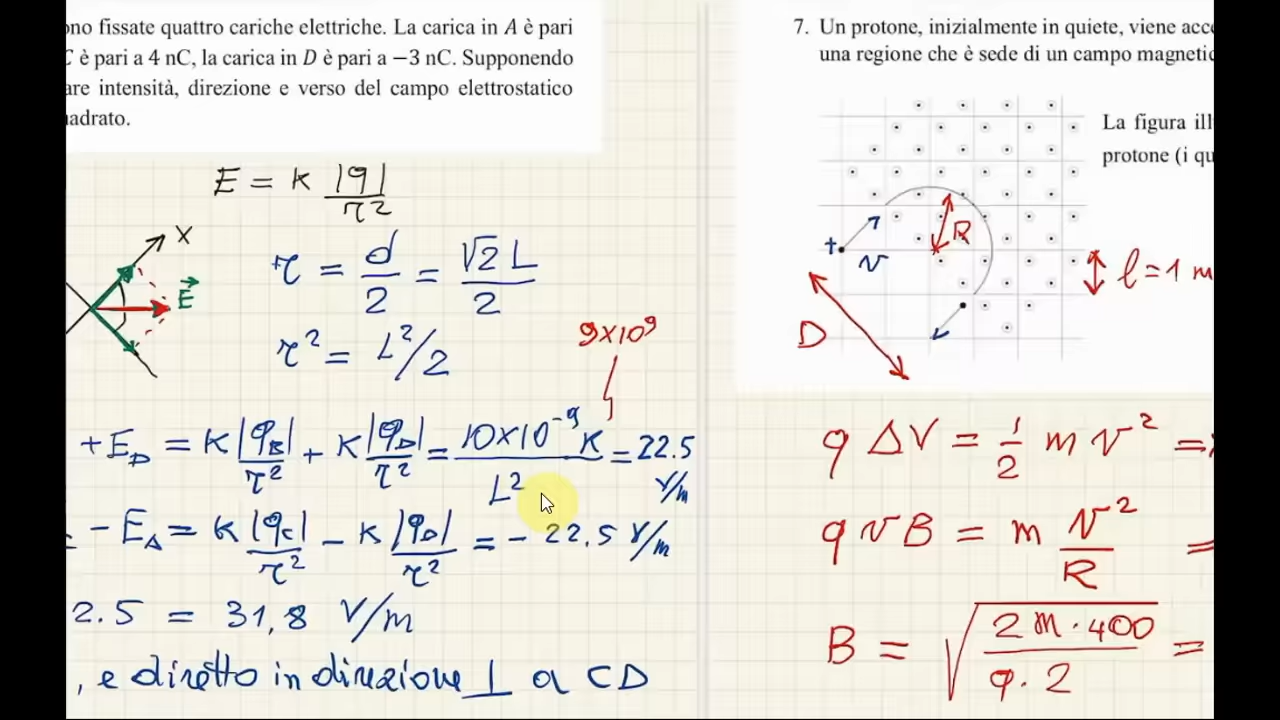 ono fissate quattro cariche elettriche. La carica in A è pari
C è pari a 4 nC, la carica in D è pari a −3 nC. Supponendo
are intensità, direzione e verso del campo elettrostatico
adrato.
E = K |q| / r²
X
E⃗
r = d / 2 = √2 L / 2
r² = L²/2
9×10⁹
+E_D = K |q_B| / r² + K |q_D| / r² = 10×10⁻⁹ K / L² = 22.5 V/m
− E_A = K |q_C| / r² − K |q_D| / r² = − 22.5 V/m
2.5 = 31,8 V/m
, e diretto in direzione ⊥ a CD
7. Un protone, inizialmente in quiete, viene acc
una regione che è sede di un campo magnetic
La figura ill
protone (i qu
+
v
R
D
l = 1 m
q ΔV = 1/2 m v² =>
q v B = m v² / R =
B = √(2 m · 400 / q · 2) =